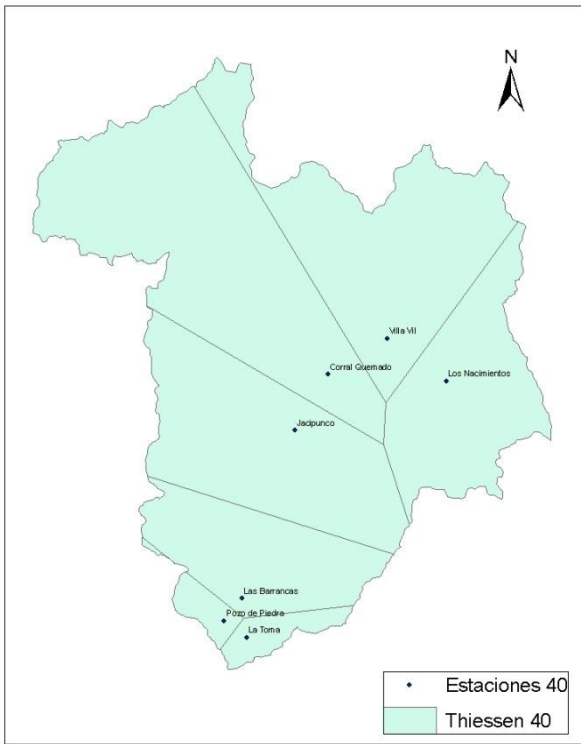 N
Villa Vil
Corral Quemado
Los Nacimientos
Jacipunco
Las Barrancas
Pozo de Piedra
La Toma
Estaciones 40
Thiessen 40